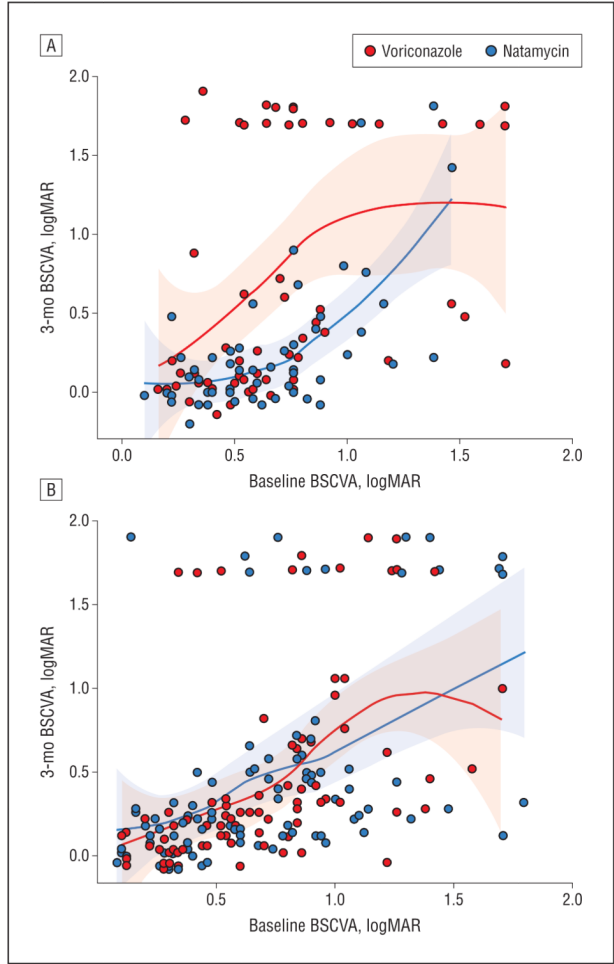 A
Voriconazole Natamycin
2.0
1.5
1.0
0.5
0.0
3-mo BSCVA, logMAR
0.0 0.5 1.0 1.5 2.0
Baseline BSCVA, logMAR
B
2.0
1.5
1.0
0.5
0.0
3-mo BSCVA, logMAR
0.5 1.0 1.5 2.0
Baseline BSCVA, logMAR